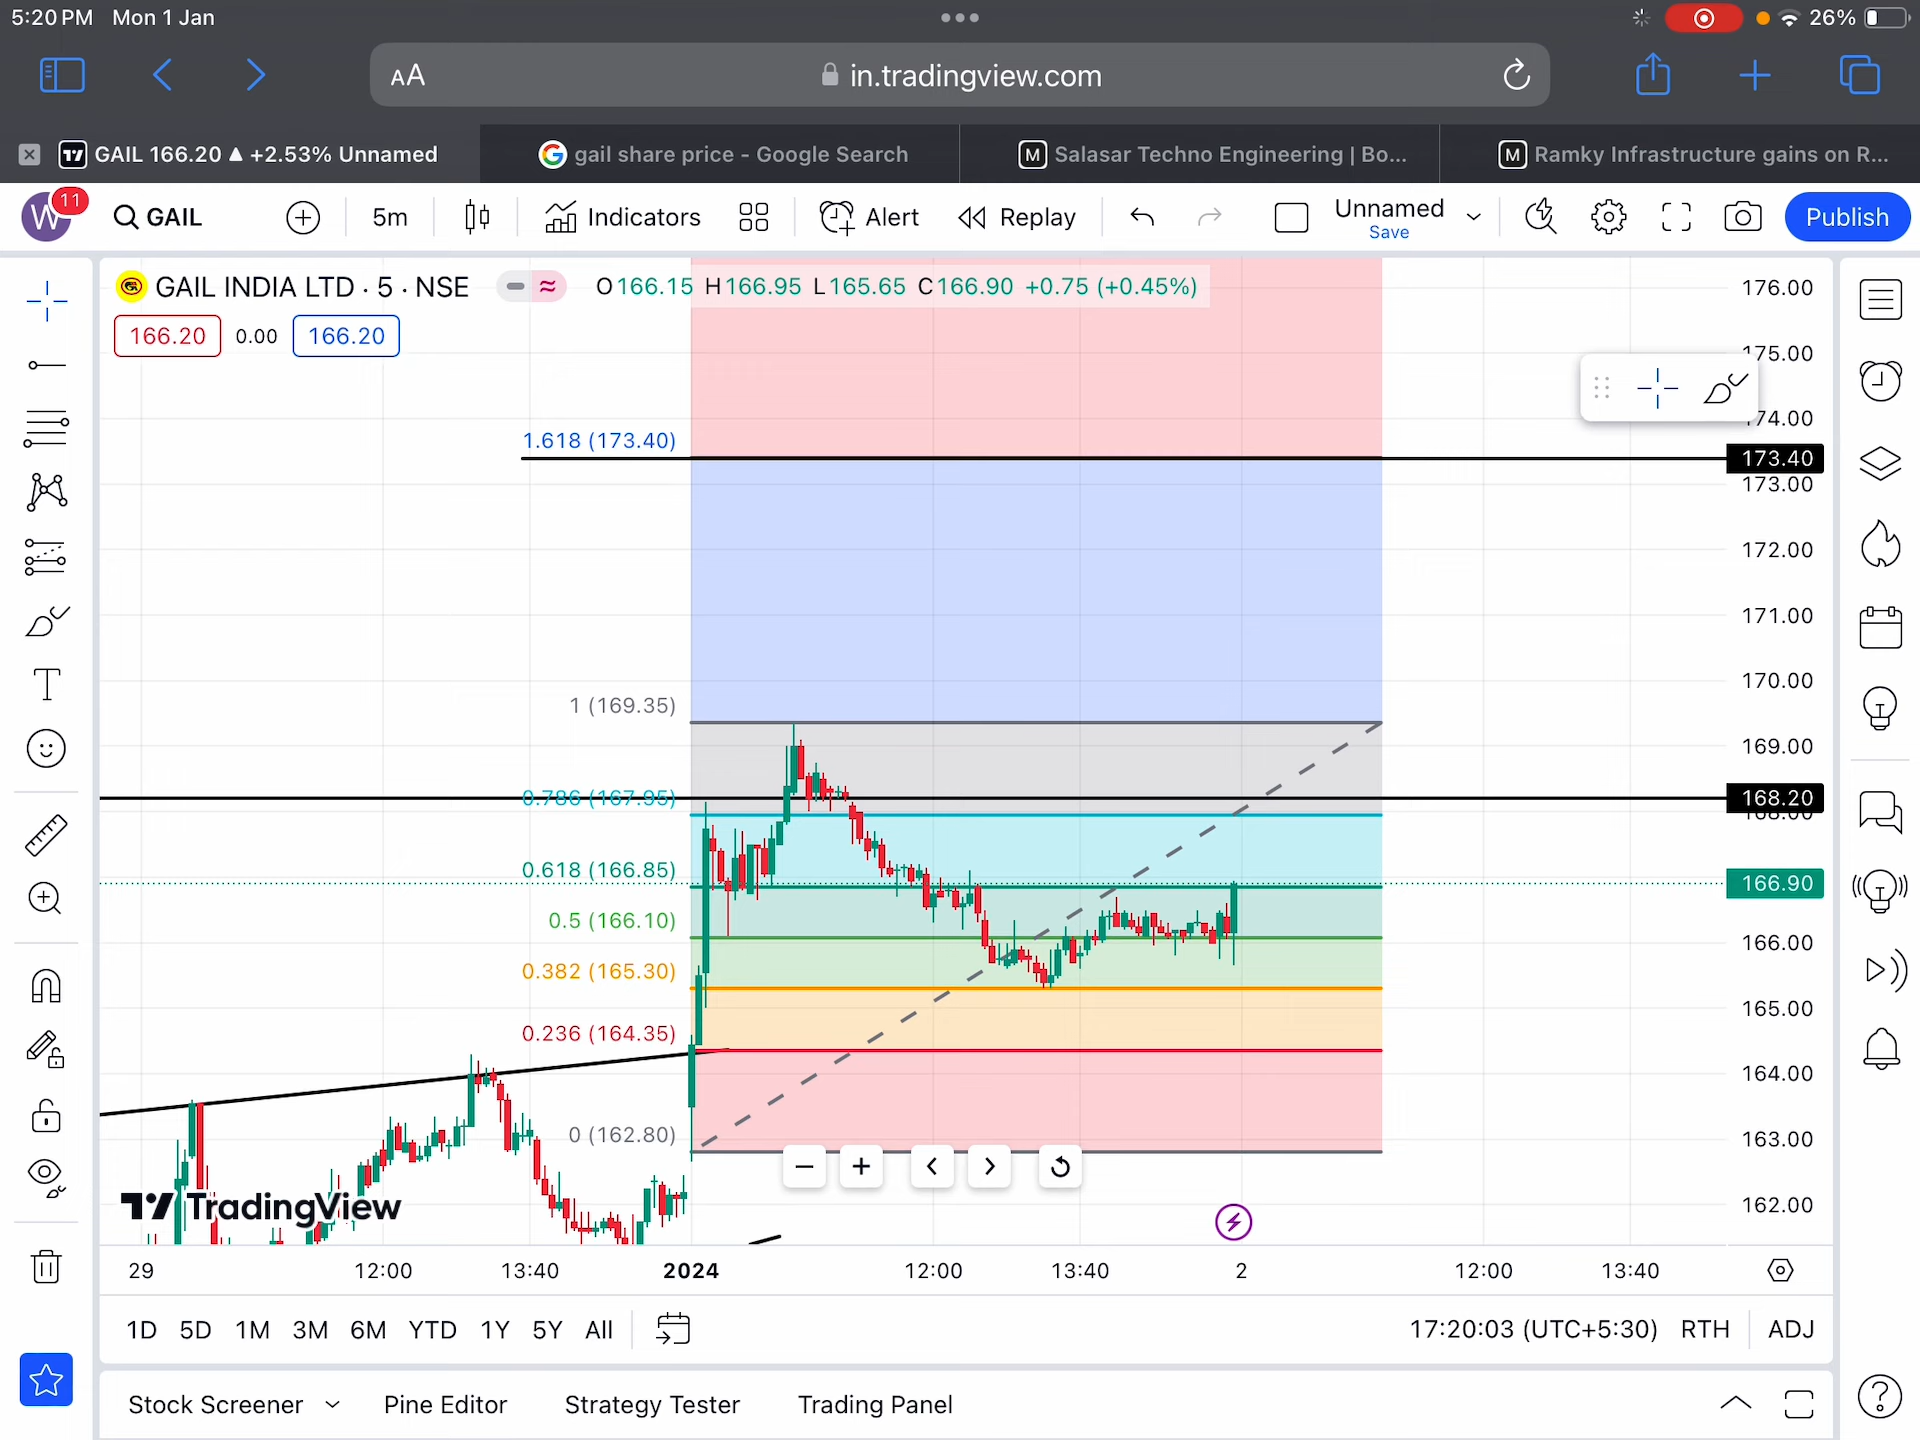 5:20 PM Mon 1 Jan
26%
AA in.tradingview.com
GAIL 166.20 ▲ +2.53% Unnamed
gail share price - Google Search
Salasar Techno Engineering | Bo...
Ramky Infrastructure gains on R...
W 11 GAIL 5m Indicators Alert Replay Unnamed Publish
Save
GAIL INDIA LTD · 5 · NSE O166.15 H166.95 L165.65 C166.90 +0.75 (+0.45%)
166.20 0.00 166.20
176.00
175.00
174.00
1.618 (173.40)
173.40
173.00
172.00
171.00
170.00
1 (169.35)
169.00
0.786 (167.95)
168.20
168.00
0.618 (166.85)
166.90
0.5 (166.10)
166.00
0.382 (165.30)
165.00
0.236 (164.35)
164.00
0 (162.80)
163.00
TradingView
162.00
29 12:00 13:40 2024 12:00 13:40 2 12:00 13:40
1D 5D 1M 3M 6M YTD 1Y 5Y All 17:20:03 (UTC+5:30) RTH ADJ
Stock Screener Pine Editor Strategy Tester Trading Panel